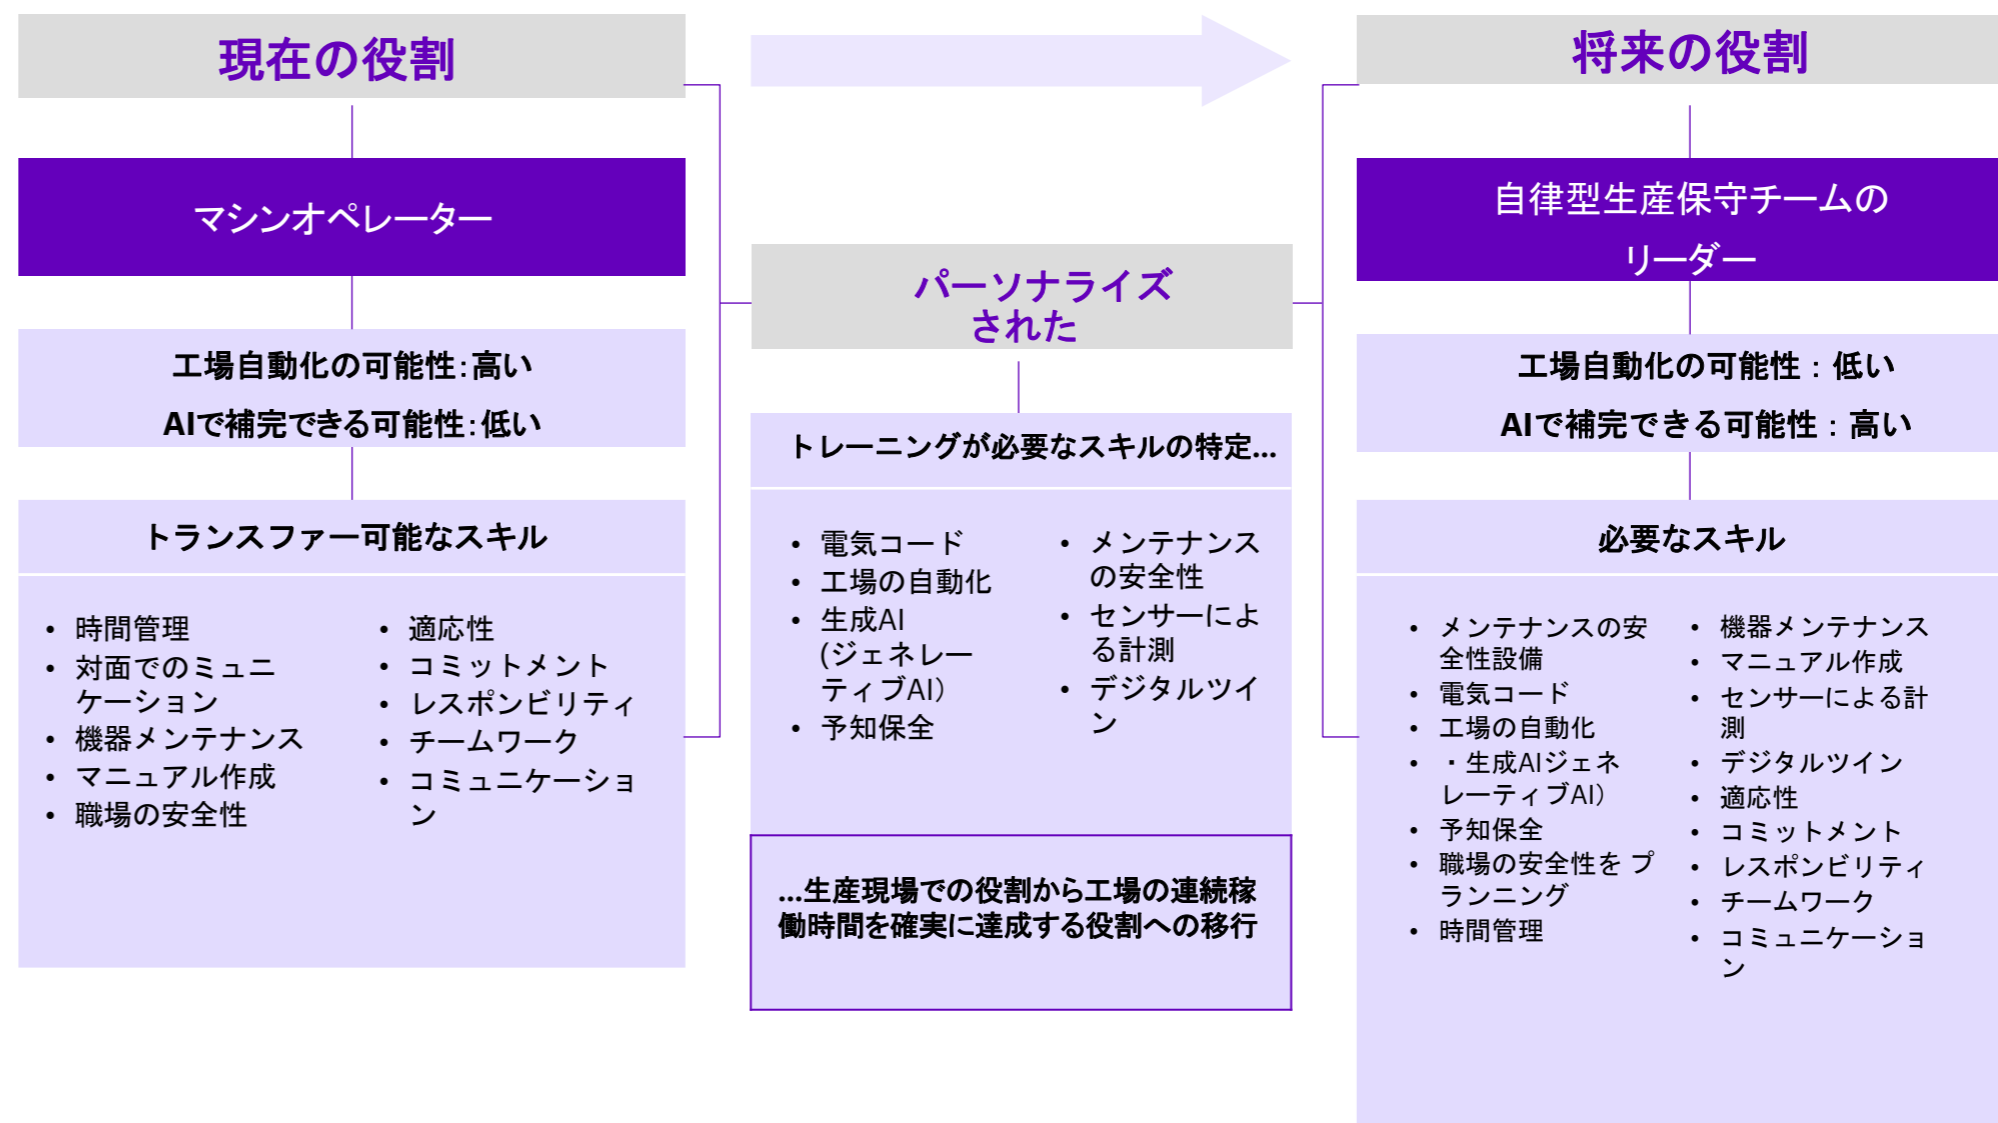 現在の役割
マシンオペレーター
工場自動化の可能性:高い
AIで補完できる可能性:低い
トランスファー可能なスキル
• 時間管理
• 対面でのミュニ
ケーション
• 機器メンテナンス
• マニュアル作成
• 職場の安全性
• 適応性
• コミットメント
• レスポンビリティ
• チームワーク
• コミュニケーショ
ン
パーソナライズ
された
トレーニングが必要なスキルの特定...
• 電気コード
• 工場の自動化
• 生成AI
(ジェネレー
ティブAI）
• 予知保全
• メンテナンス
の安全性
• センサーによ
る計測
• デジタルツイ
ン
...生産現場での役割から工場の連続稼
働時間を確実に達成する役割への移行
将来の役割
自律型生産保守チームの
リーダー
工場自動化の可能性：低い
AIで補完できる可能性：高い
必要なスキル
• メンテナンスの安
全性設備
• 電気コード
• 工場の自動化
• ・生成AIジェネ
レーティブAI）
• 予知保全
• 職場の安全性を プ
ランニング
• 時間管理
• 機器メンテナンス
• マニュアル作成
• センサーによる計
測
• デジタルツイン
• 適応性
• コミットメント
• レスポンビリティ
• チームワーク
• コミュニケーショ
ン